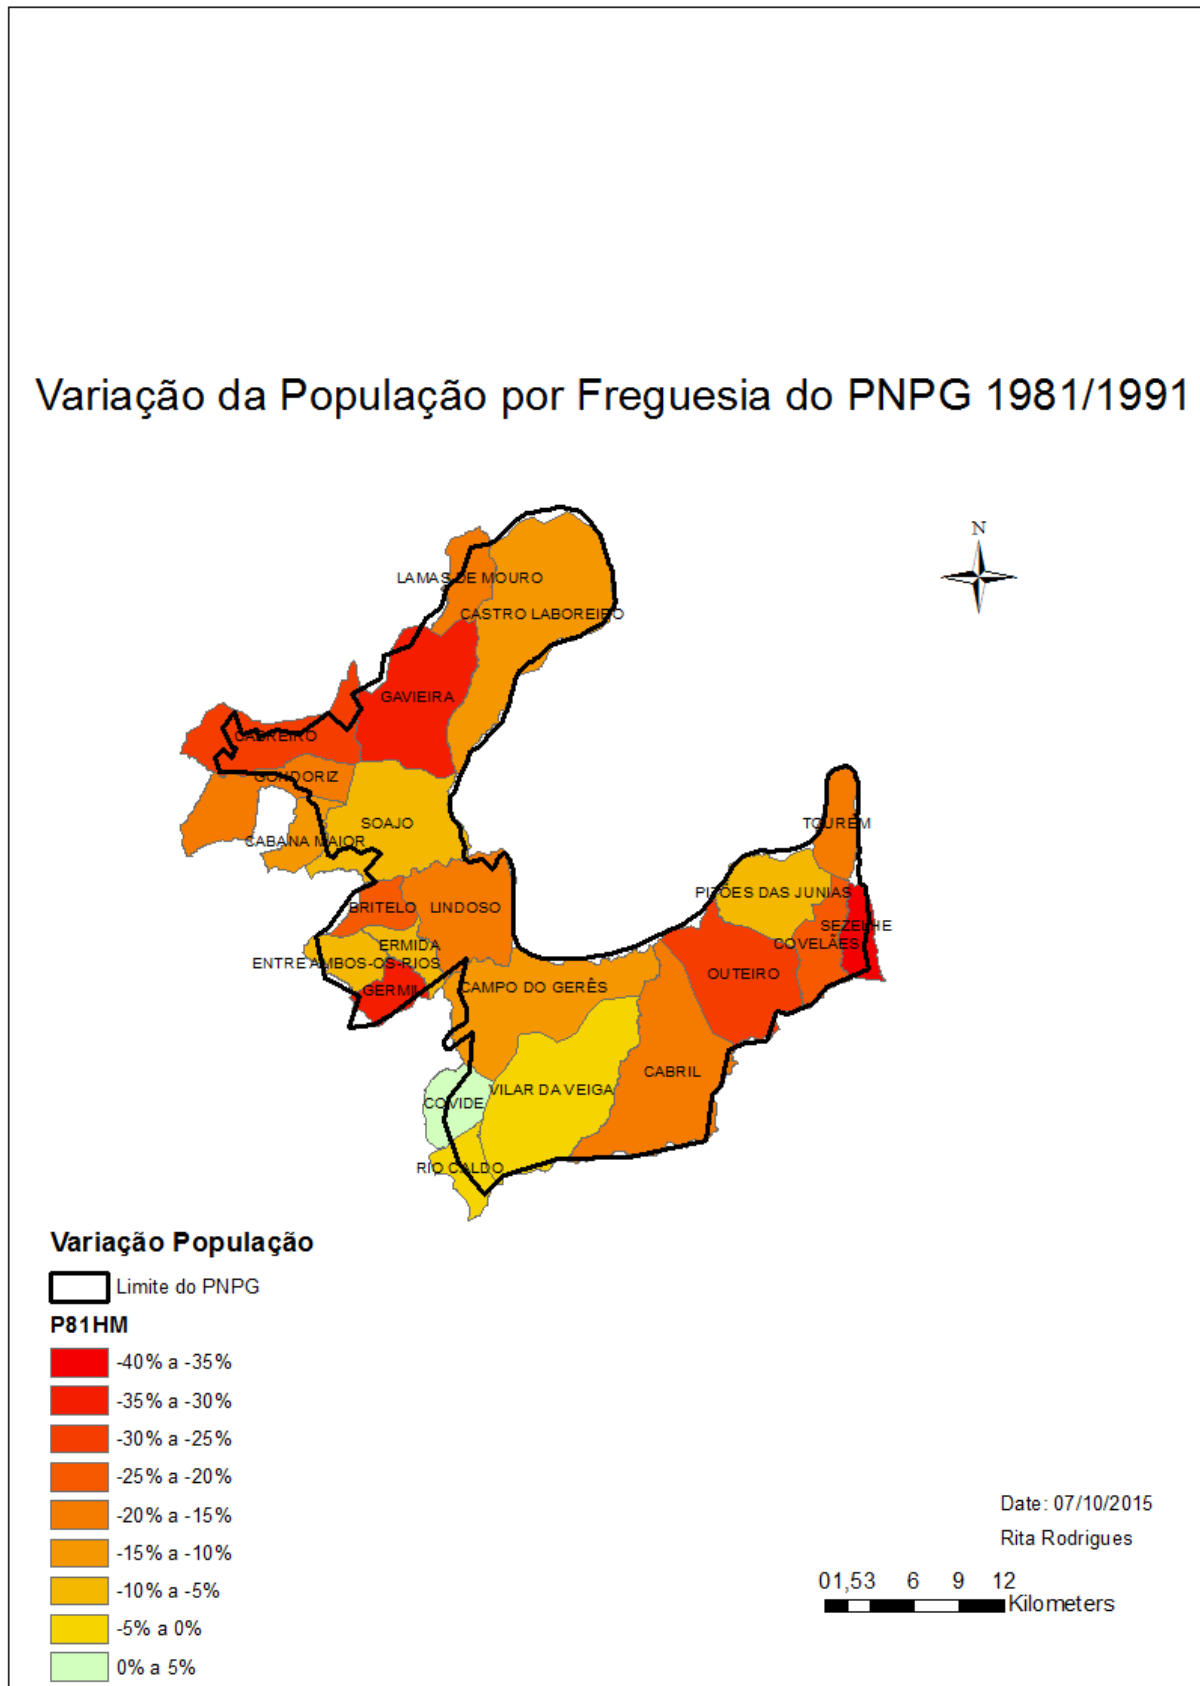 Variação da População por Freguesia do PNPG 1981/1991
N
LAMAS DE MOURO
CASTRO LABOREIRO
GAVIEIRA
CABREIRO
GONDORIZ
SOAJO
TOURÉM
CABANA MAIOR
PITÕES DAS JUNIAS
BRITELO
LINDOSO
SEZELHE
ERMIDA
COVELÃES
ENTRE AMBOS-OS-RIOS
OUTEIRO
GERMIL
CAMPO DO GERÊS
CABRIL
VILAR DA VEIGA
COVIDE
RIO CALDO
Variação População
Limite do PNPG
P81HM
-40% a -35%
-35% a -30%
-30% a -25%
-25% a -20%
-20% a -15%
-15% a -10%
-10% a -5%
-5% a 0%
0% a 5%
Date: 07/10/2015
Rita Rodrigues
01,53 6 9 12
Kilometers